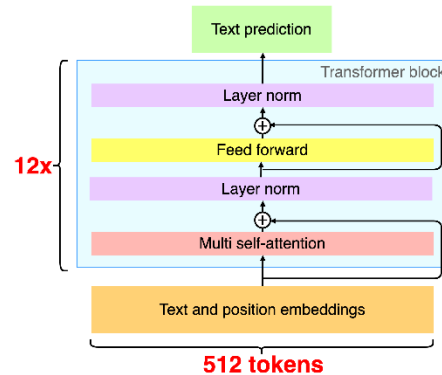 Text prediction
Transformer block
Layer norm
Feed forward
12x
Layer norm
Multi self-attention
Text and position embeddings
512 tokens